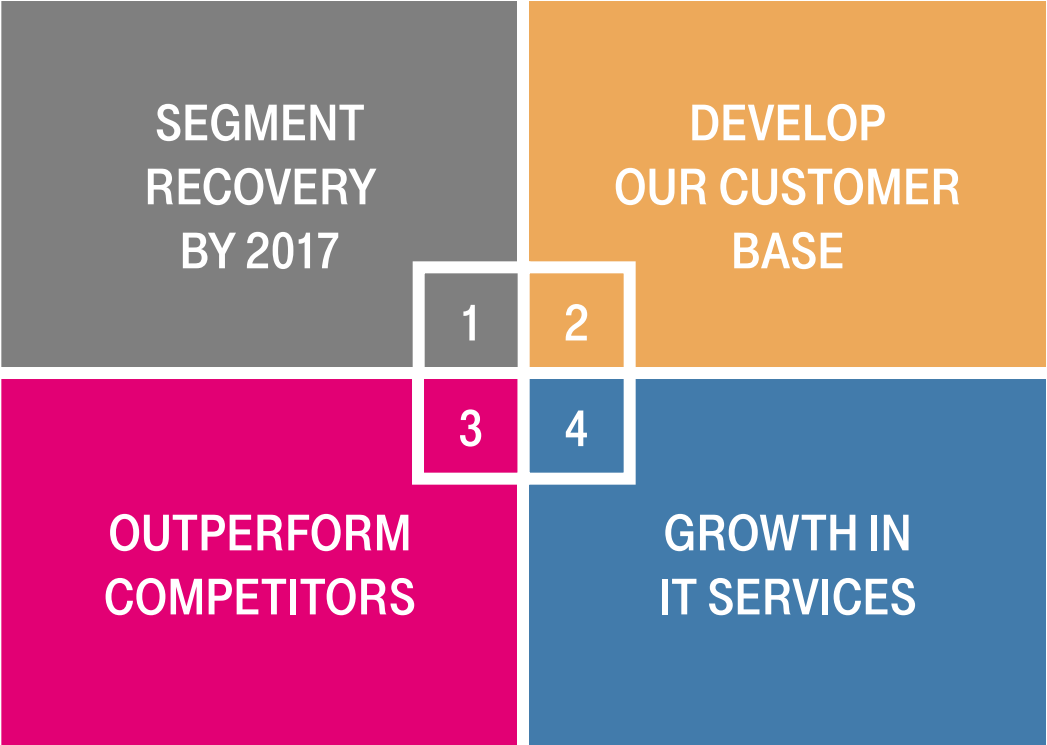 SEGMENT
RECOVERY
BY 2017
1
DEVELOP
OUR CUSTOMER
BASE
2
3
OUTPERFORM
COMPETITORS
4
GROWTH IN
IT SERVICES